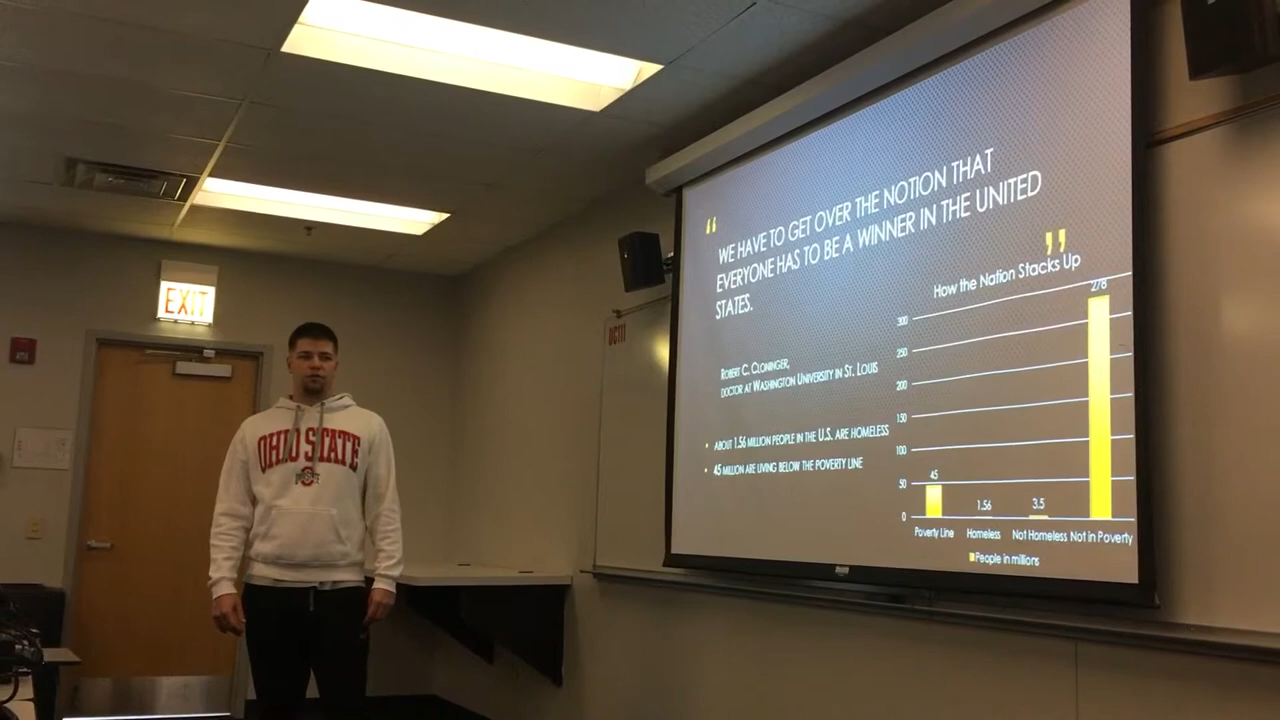 EXIT
OHIO STATE
DC111
“
WE HAVE TO GET OVER THE NOTION THAT
EVERYONE HAS TO BE A WINNER IN THE UNITED
STATES.
”
ROBERT C. CLONINGER,
DOCTOR AT WASHINGTON UNIVERSITY IN ST. LOUIS
• ABOUT 1.56 MILLION PEOPLE IN THE U.S. ARE HOMELESS
• 45 MILLION ARE LIVING BELOW THE POVERTY LINE
How the Nation Stacks Up
300
250
200
150
100
50
0
45
1.56
3.5
278
Poverty Line
Homeless
Not Homeless
Not in Poverty
People in millions